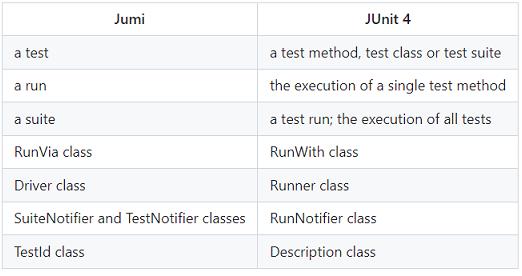 Jumi JUnit 4
a test a test method, test class or test suite
a run the execution of a single test method
a suite a test run; the execution of all tests
RunVia class RunWith class
Driver class Runner class
SuiteNotifier and TestNotifier classes RunNotifier class
TestId class Description class